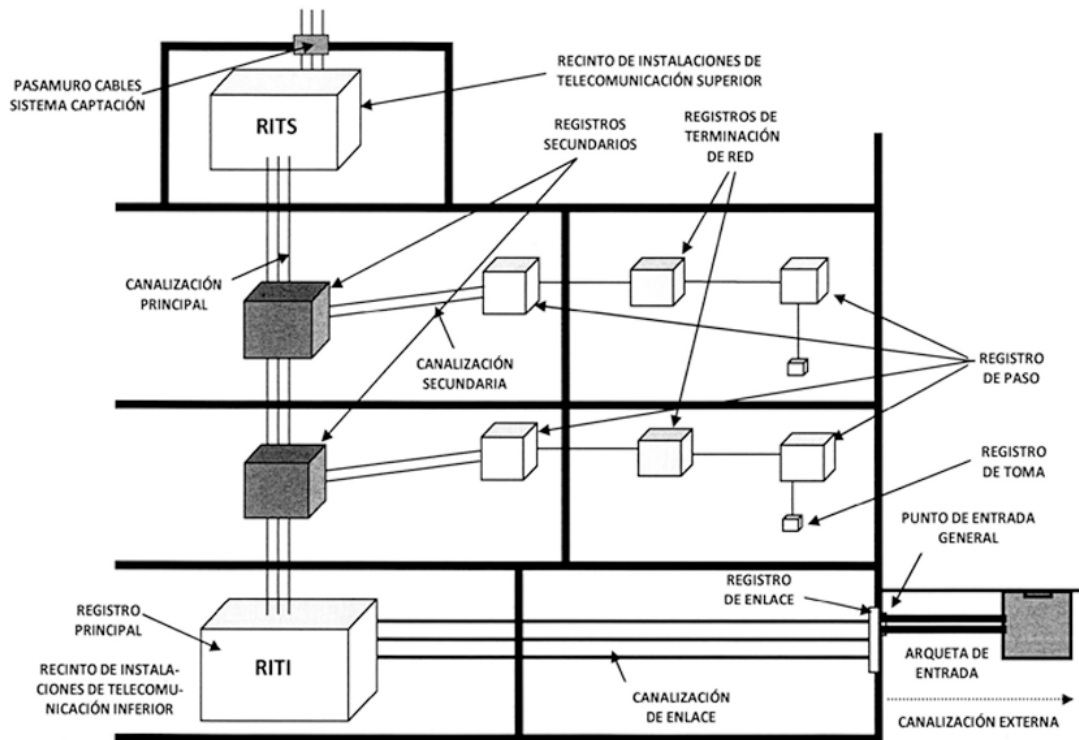 PASAMURO CABLES
SISTEMA CAPTACIÓN
RITS
RECINTO DE INSTALACIONES DE
TELECOMUNICACIÓN SUPERIOR
REGISTROS
SECUNDARIOS
REGISTROS DE
TERMINACIÓN
DE RED
CANALIZACIÓN
PRINCIPAL
CANALIZACIÓN
SECUNDARIA
REGISTRO
DE PASO
REGISTRO
DE TOMA
PUNTO DE ENTRADA
GENERAL
REGISTRO
DE ENLACE
REGISTRO
PRINCIPAL
RITI
RECINTO DE INSTALA-
CIONES DE TELECOMU-
NICACIÓN INFERIOR
CANALIZACIÓN
DE ENLACE
ARQUETA DE
ENTRADA
CANALIZACIÓN EXTERNA